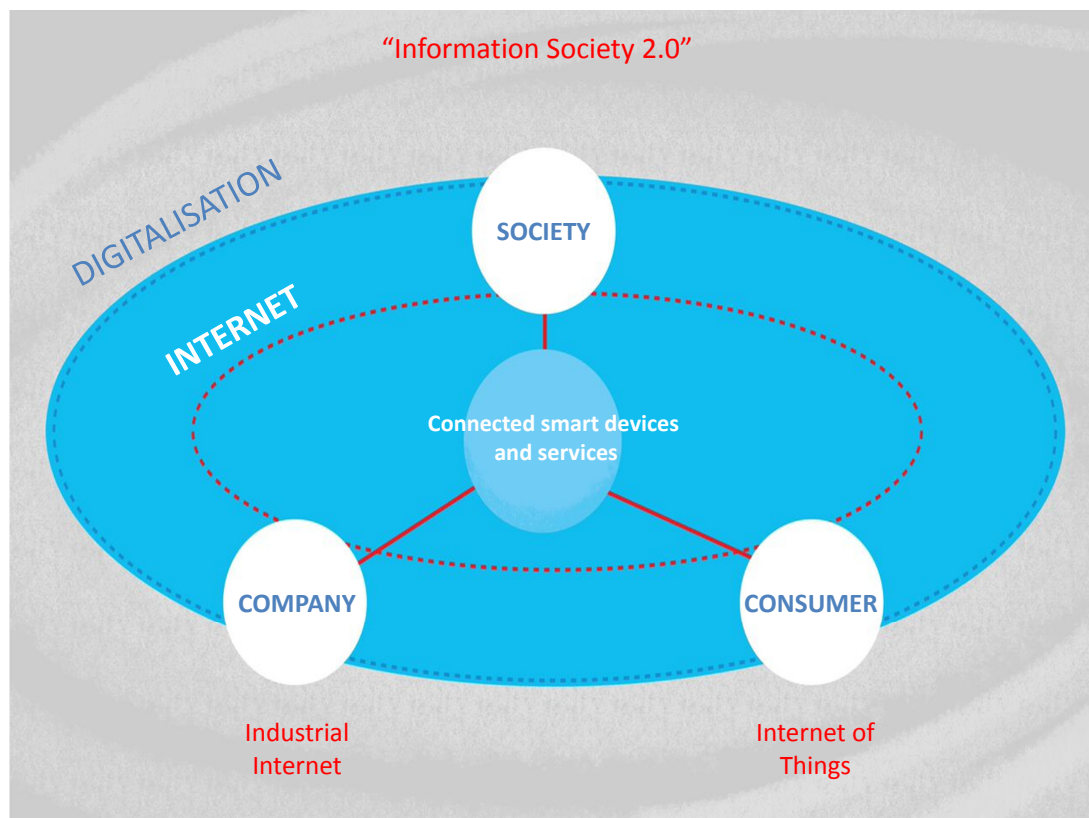 “Information Society 2.0”
DIGITALISATION
SOCIETY
INTERNET
Connected smart devices
and services
COMPANY
CONSUMER
Industrial
Internet
Internet of
Things